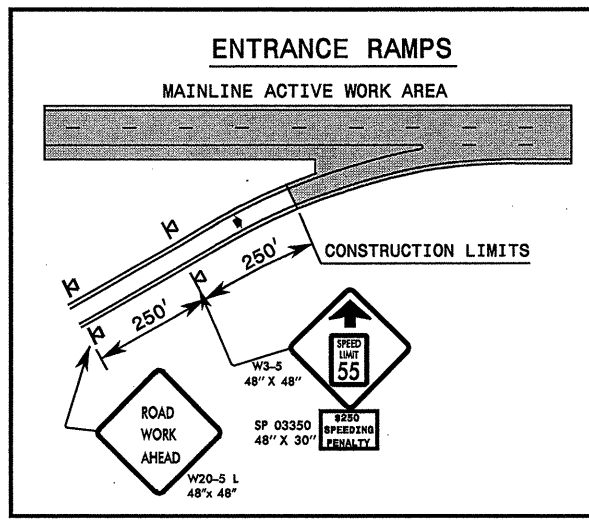 ENTRANCE RAMPS
MAINLINE ACTIVE WORK AREA
CONSTRUCTION LIMITS
250'
250'
W3-5
48" X 48"
SPEED
LIMIT
55
SP 03350
48" X 30"
$250
SPEEDING
PENALTY
ROAD
WORK
AHEAD
W20-5 L
48"x 48"